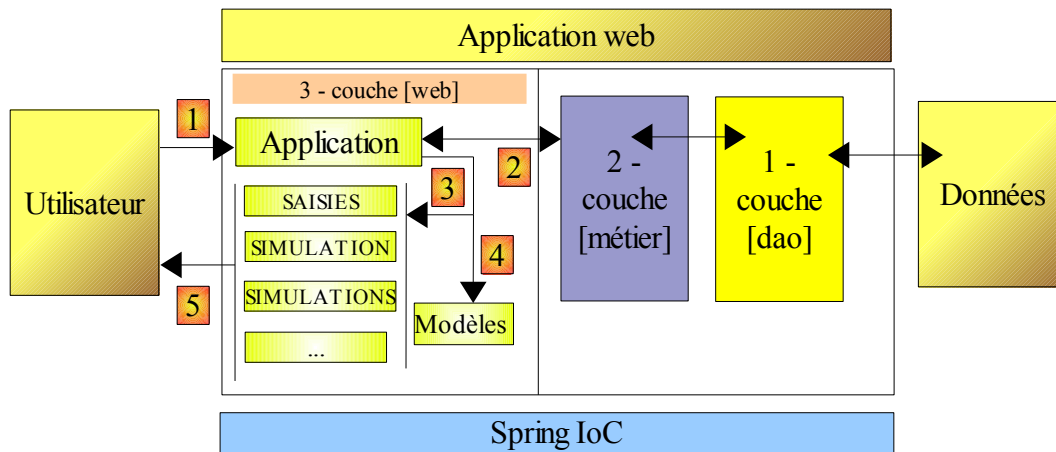 Application web
3 - couche [web]
1
Application
2
Utilisateur
SAISIES
3
SIMULATION
4
SIMULATIONS
5
Modèles
...
2 -
couche
[métier]
1 -
couche
[dao]
Données
Spring IoC